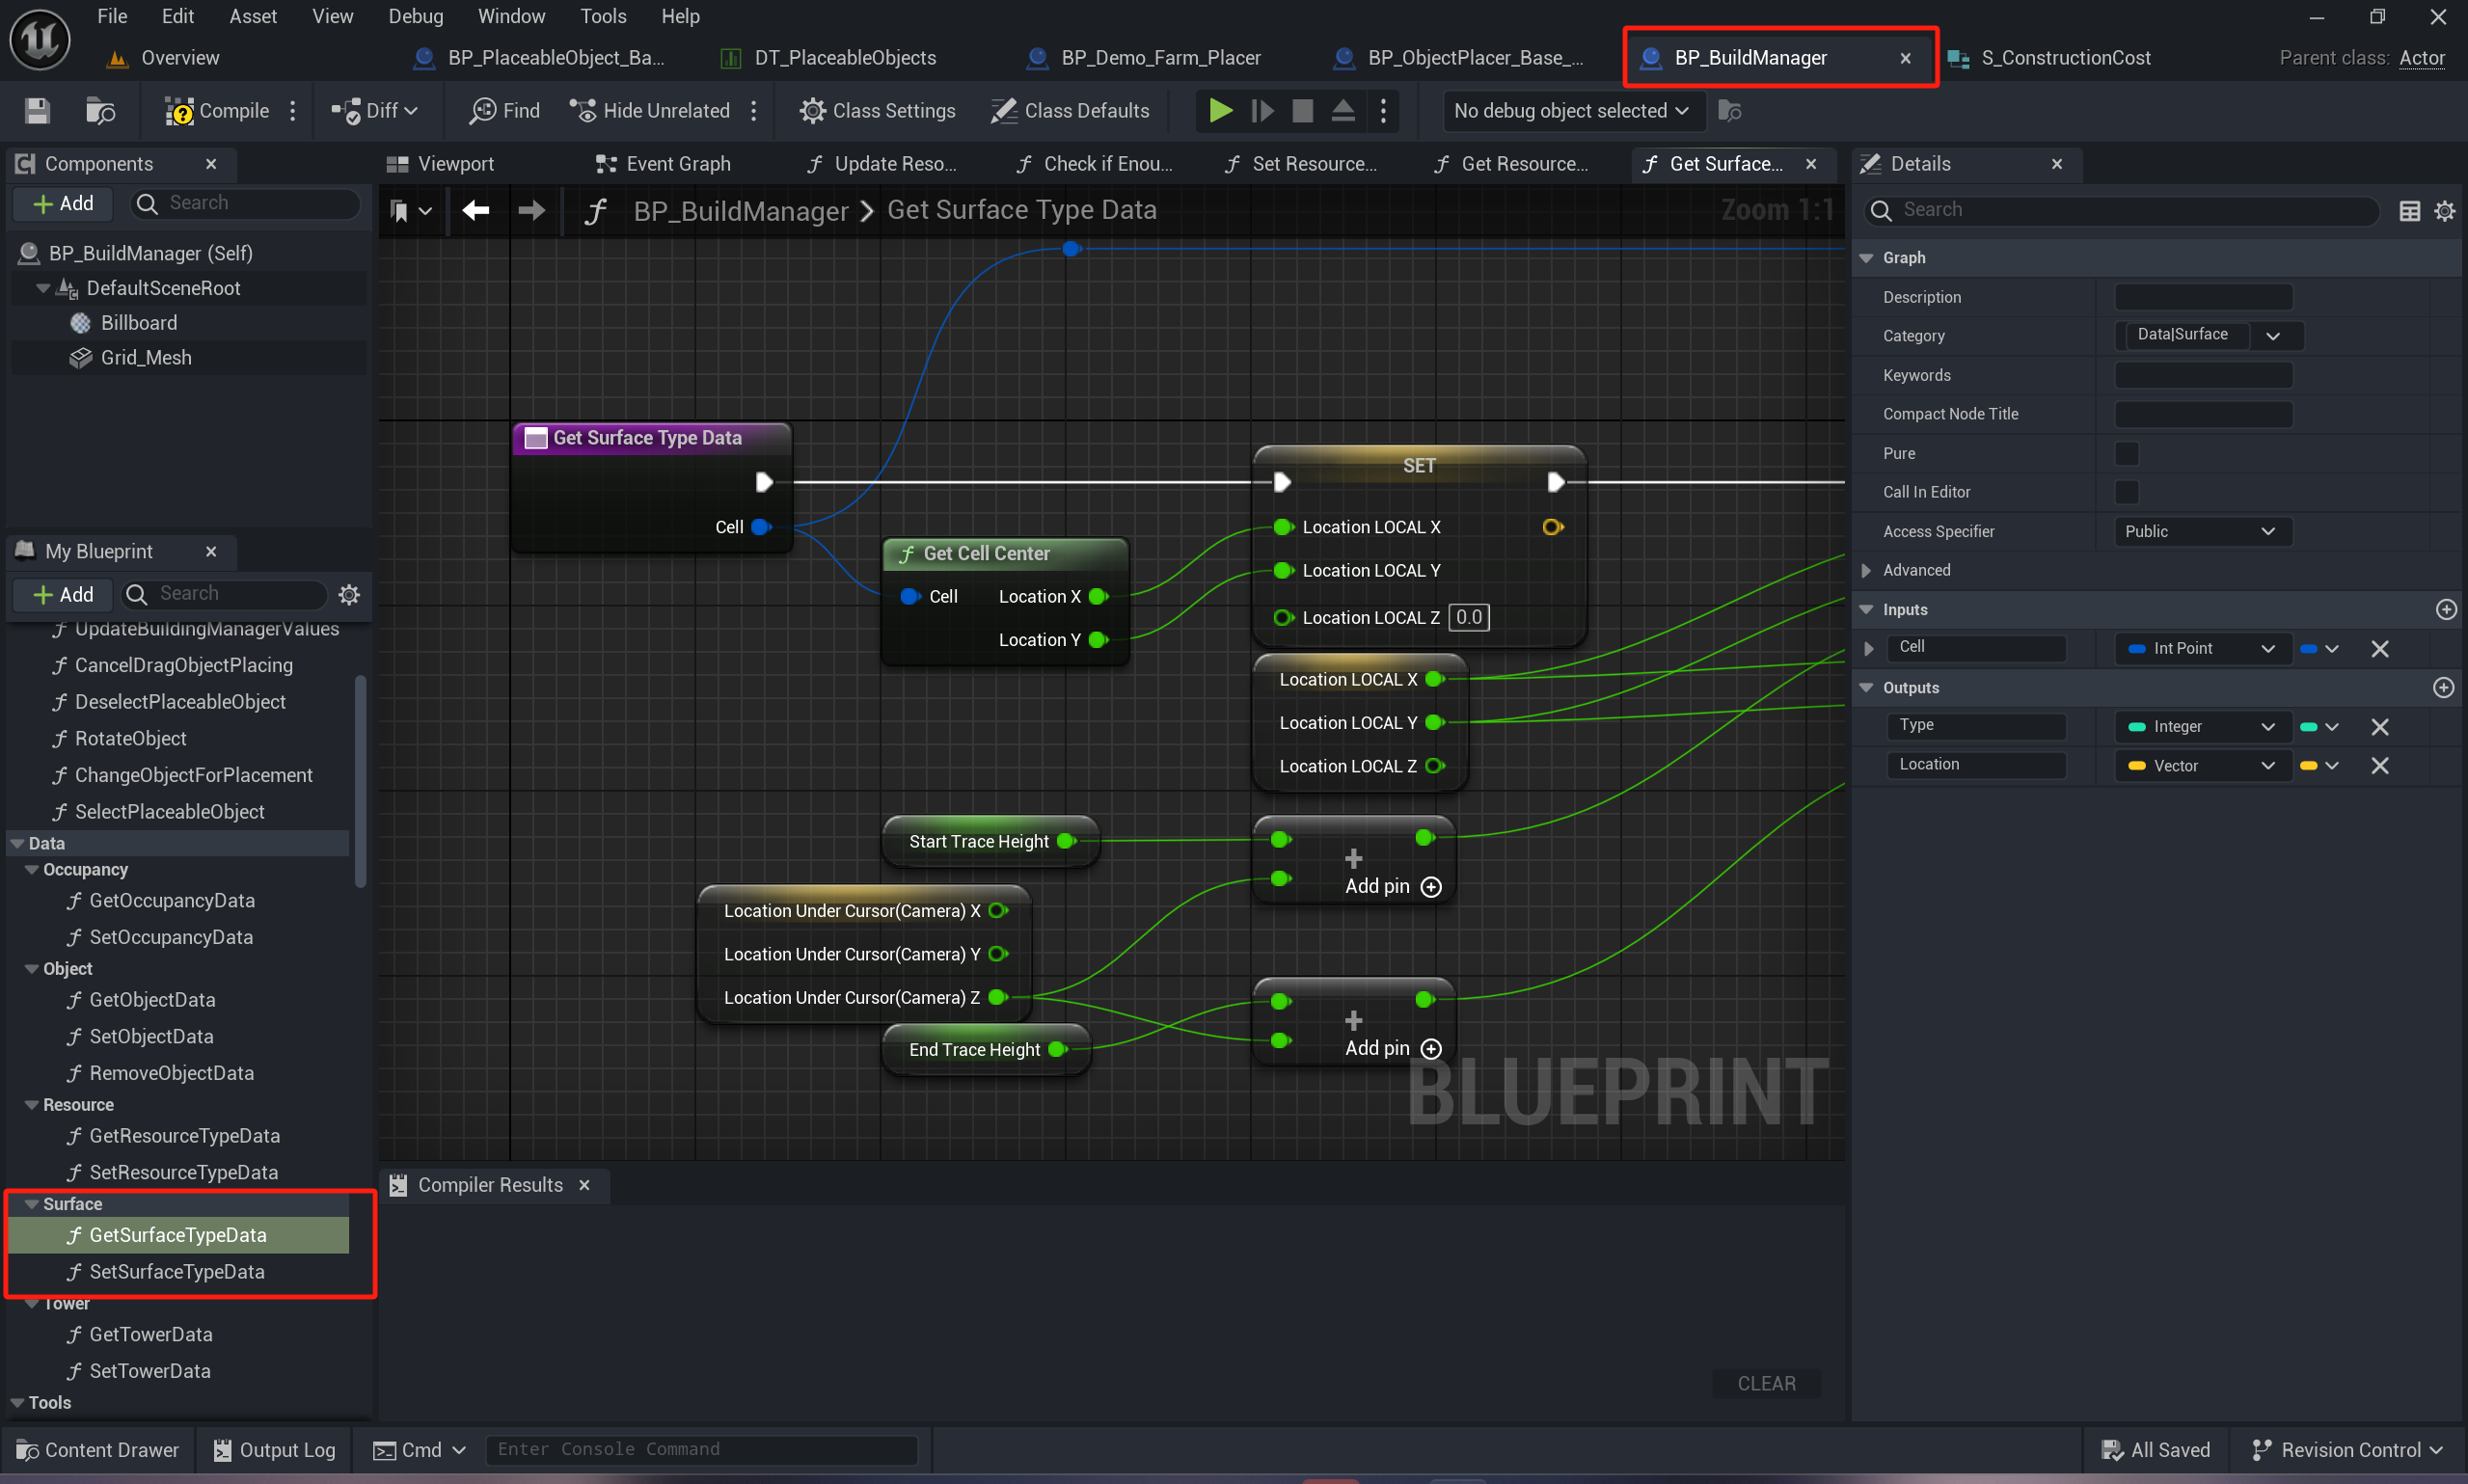 File Edit Asset View Debug Window Tools Help
Overview BP_PlaceableObject_Ba... DT_PlaceableObjects BP_Demo_Farm_Placer BP_ObjectPlacer_Base_... BP_BuildManager S_ConstructionCost Parent class: Actor
Compile Diff Find Hide Unrelated Class Settings Class Defaults No debug object selected
Components
Add Search
BP_BuildManager (Self)
DefaultSceneRoot
Billboard
Grid_Mesh
My Blueprint
Add Search
UpdateBuildingManagerValues
CancelDragObjectPlacing
DeselectPlaceableObject
RotateObject
ChangeObjectForPlacement
SelectPlaceableObject
Data
Occupancy
GetOccupancyData
SetOccupancyData
Object
GetObjectData
SetObjectData
RemoveObjectData
Resource
GetResourceTypeData
SetResourceTypeData
Surface
GetSurfaceTypeData
SetSurfaceTypeData
Tower
GetTowerData
SetTowerData
Tools
Viewport Event Graph Update Reso... Check if Enou... Set Resource... Get Resource... Get Surface...
BP_BuildManager > Get Surface Type Data Zoom 1:1
Get Surface Type Data
Cell
Get Cell Center
Cell Location X
Location Y
SET
Location LOCAL X
Location LOCAL Y
Location LOCAL Z 0.0
Location LOCAL X
Location LOCAL Y
Location LOCAL Z
Start Trace Height
Add pin
Location Under Cursor(Camera) X
Location Under Cursor(Camera) Y
Location Under Cursor(Camera) Z
End Trace Height
Add pin
BLUEPRINT
Compiler Results
CLEAR
Details
Search
Graph
Description
Category Data|Surface
Keywords
Compact Node Title
Pure
Call In Editor
Access Specifier Public
Advanced
Inputs
Cell Int Point
Outputs
Type Integer
Location Vector
Content Drawer Output Log Cmd Enter Console Command All Saved Revision Control